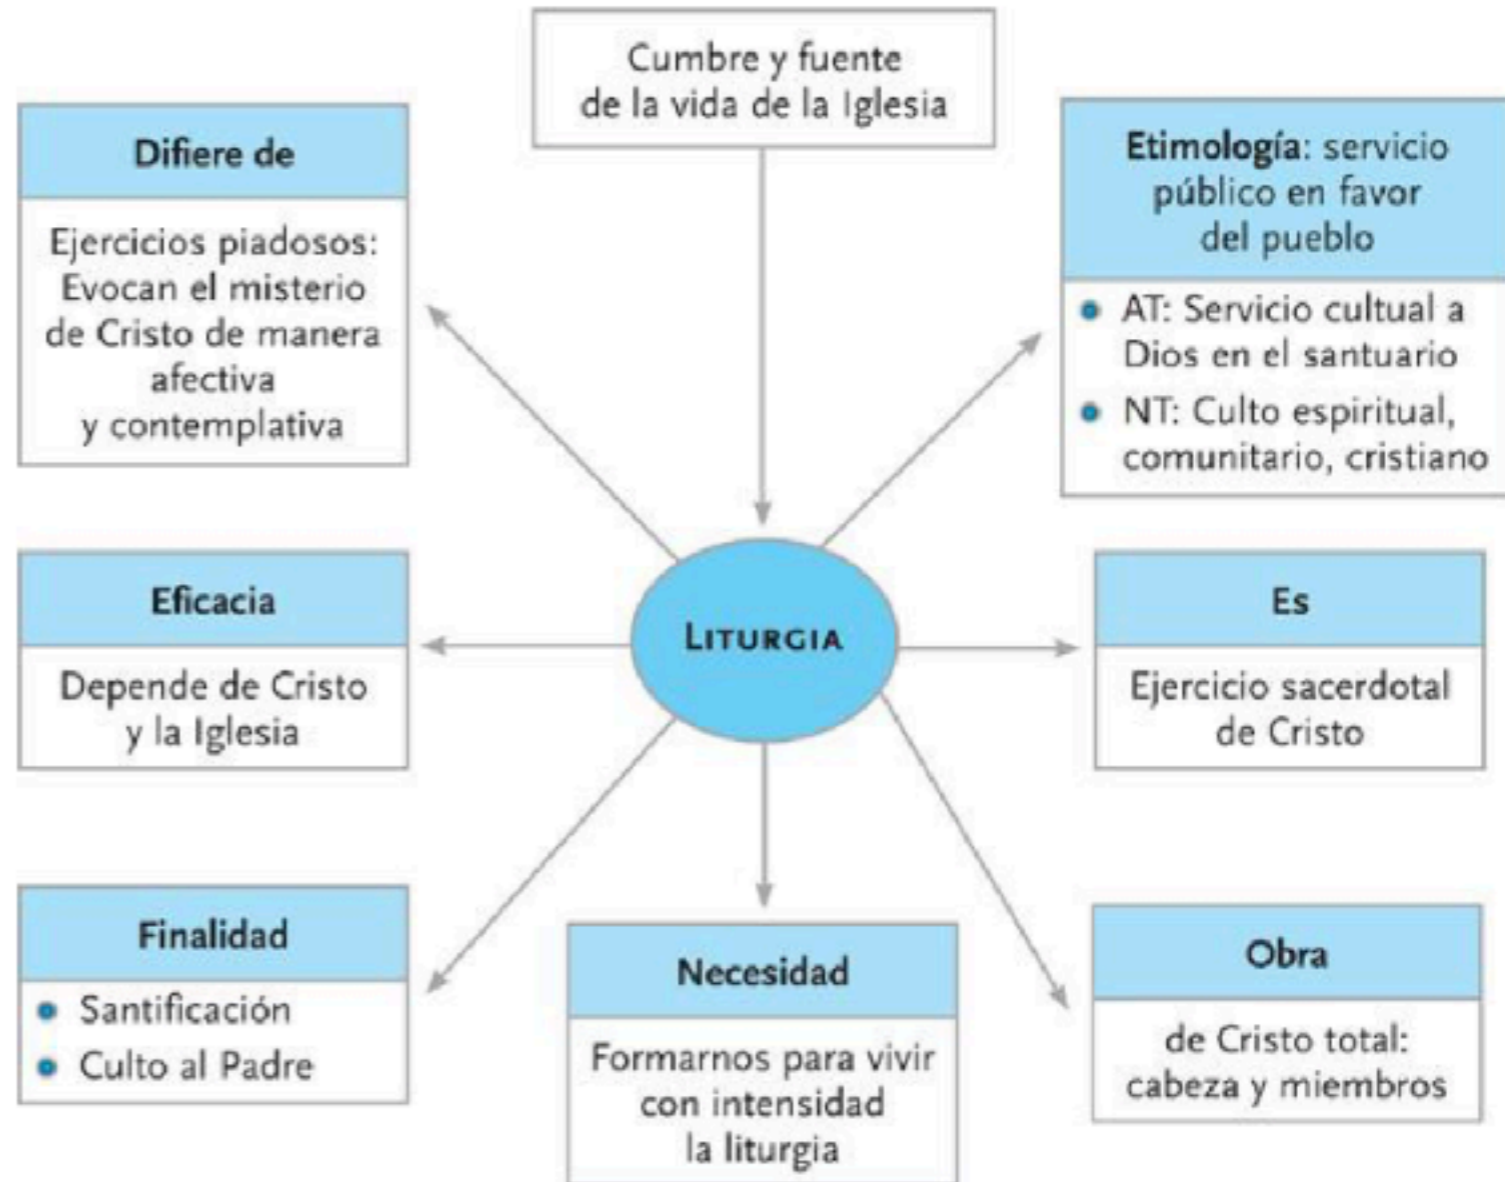 Cumbre y fuente
de la vida de la Iglesia
Difiere de
Ejercicios piadosos:
Evocan el misterio
de Cristo de manera
afectiva
y contemplativa
Etimología: servicio
público en favor
del pueblo
AT: Servicio cultual a
Dios en el santuario
NT: Culto espiritual,
comunitario, cristiano
Eficacia
Depende de Cristo
y la Iglesia
LITURGIA
Es
Ejercicio sacerdotal
de Cristo
Finalidad
Santificación
Culto al Padre
Necesidad
Formarnos para vivir
con intensidad
la liturgia
Obra
de Cristo total:
cabeza y miembros